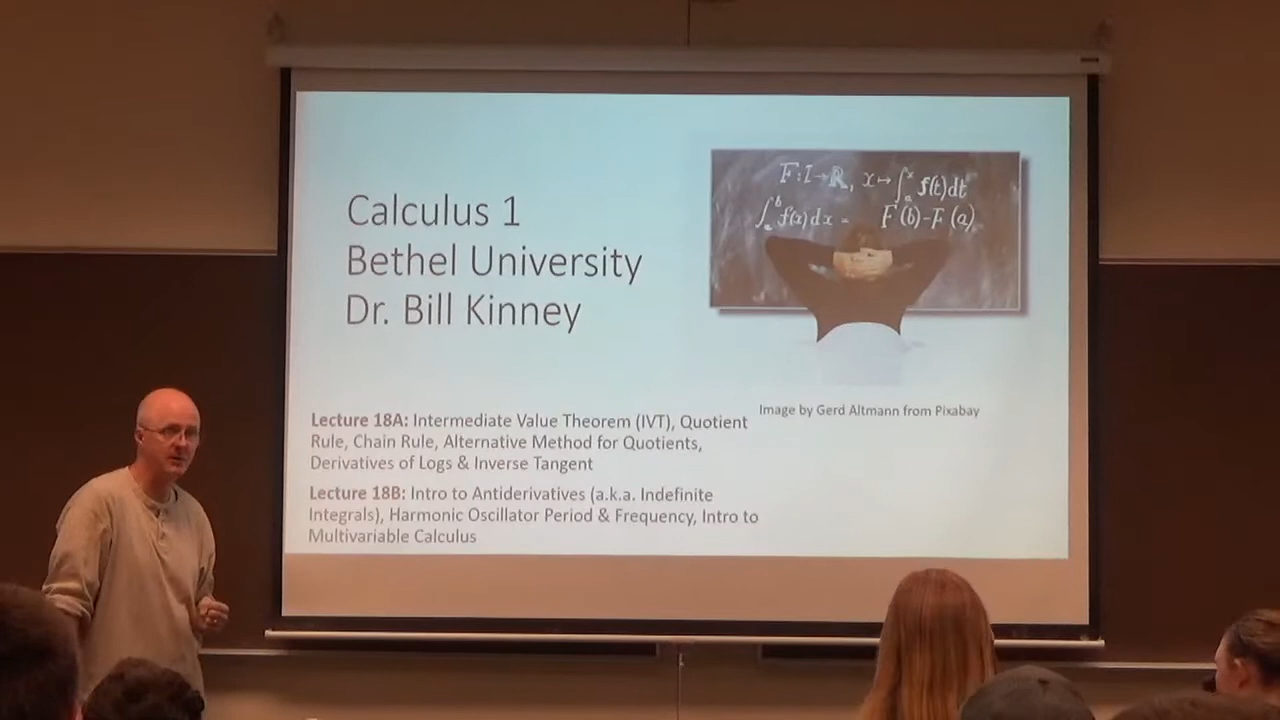 Calculus 1
Bethel University
Dr. Bill Kinney
F:I→ℝ, x↦∫ₐˣ f(t)dt
∫ₐᵇ f(x)dx = F(b)-F(a)
Image by Gerd Altmann from Pixabay
Lecture 18A: Intermediate Value Theorem (IVT), Quotient
Rule, Chain Rule, Alternative Method for Quotients,
Derivatives of Logs & Inverse Tangent
Lecture 18B: Intro to Antiderivatives (a.k.a. Indefinite
Integrals), Harmonic Oscillator Period & Frequency, Intro to
Multivariable Calculus